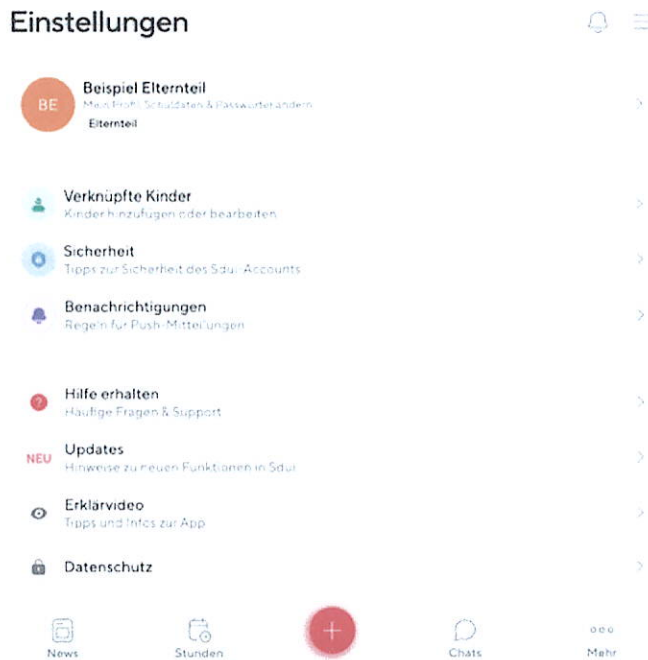 Einstellungen
BE
Beispiel Elternteil
Mein Profil, Schuldaten & Passwörter ändern
Elternteil
Verknüpfte Kinder
Kinder hinzufügen oder bearbeiten
Sicherheit
Tipps zur Sicherheit des Sdui-Accounts
Benachrichtigungen
Regeln für Push-Mitteilungen
?
Hilfe erhalten
Häufige Fragen & Support
NEU
Updates
Hinweise zu neuen Funktionen in Sdui
Erklärvideo
Tipps und Infos zur App
Datenschutz
+
News
Stunden
Chats
Mehr